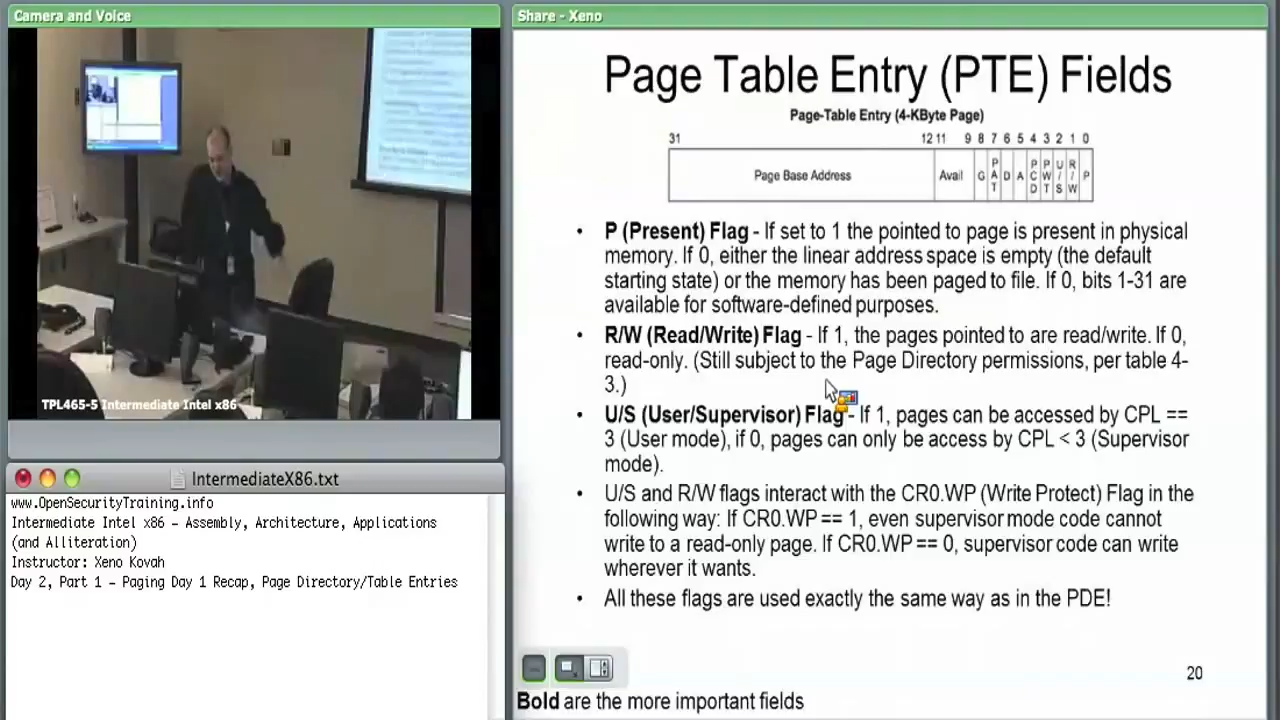 Camera and Voice
TPL465-5 Intermediate Intel x86
IntermediateX86.txt
www.OpenSecurityTraining.info
Intermediate Intel x86 – Assembly, Architecture, Applications
(and Alliteration)
Instructor: Xeno Kovah
Day 2, Part 1 – Paging Day 1 Recap, Page Directory/Table Entries
Share - Xeno
Page Table Entry (PTE) Fields
Page-Table Entry (4-KByte Page)
31 12 11 9 8 7 6 5 4 3 2 1 0
Page Base Address Avail G PAT D A PCD PWT U/S R/W P
• P (Present) Flag - If set to 1 the pointed to page is present in physical
memory. If 0, either the linear address space is empty (the default
starting state) or the memory has been paged to file. If 0, bits 1-31 are
available for software-defined purposes.
• R/W (Read/Write) Flag - If 1, the pages pointed to are read/write. If 0,
read-only. (Still subject to the Page Directory permissions, per table 4-
3.)
• U/S (User/Supervisor) Flag - If 1, pages can be accessed by CPL ==
3 (User mode), if 0, pages can only be access by CPL < 3 (Supervisor
mode).
• U/S and R/W flags interact with the CR0.WP (Write Protect) Flag in the
following way: If CR0.WP == 1, even supervisor mode code cannot
write to a read-only page. If CR0.WP == 0, supervisor code can write
wherever it wants.
• All these flags are used exactly the same way as in the PDE!
20
Bold are the more important fields